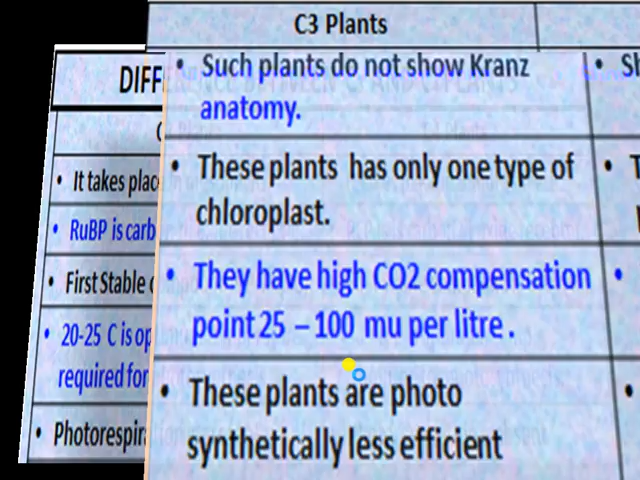 C3 Plants
• Such plants do not show Kranz
anatomy.
• These plants has only one type of
chloroplast.
• They have high CO2 compensation
point 25 – 100 mu per litre .
• These plants are photo
synthetically less efficient
DIFF
• It takes plac
• RuBP is carb
• First Stable
• 20-25 C is op
required for
• Photorespir